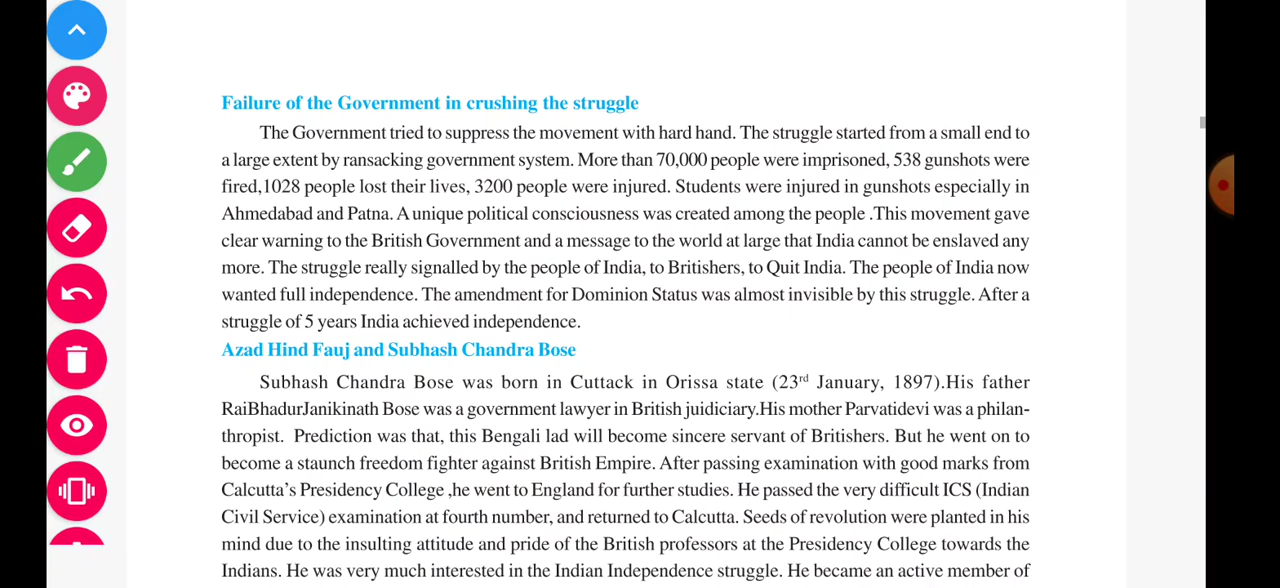 Failure of the Government in crushing the struggle
The Government tried to suppress the movement with hard hand. The struggle started from a small end to
a large extent by ransacking government system. More than 70,000 people were imprisoned, 538 gunshots were
fired,1028 people lost their lives, 3200 people were injured. Students were injured in gunshots especially in
Ahmedabad and Patna. A unique political consciousness was created among the people .This movement gave
clear warning to the British Government and a message to the world at large that India cannot be enslaved any
more. The struggle really signalled by the people of India, to Britishers, to Quit India. The people of India now
wanted full independence. The amendment for Dominion Status was almost invisible by this struggle. After a
struggle of 5 years India achieved independence.
Azad Hind Fauj and Subhash Chandra Bose
Subhash Chandra Bose was born in Cuttack in Orissa state (23rd January, 1897).His father
RaiBhadurJanikinath Bose was a government lawyer in British juidiciary.His mother Parvatidevi was a philan-
thropist. Prediction was that, this Bengali lad will become sincere servant of Britishers. But he went on to
become a staunch freedom fighter against British Empire. After passing examination with good marks from
Calcutta's Presidency College ,he went to England for further studies. He passed the very difficult ICS (Indian
Civil Service) examination at fourth number, and returned to Calcutta. Seeds of revolution were planted in his
mind due to the insulting attitude and pride of the British professors at the Presidency College towards the
Indians. He was very much interested in the Indian Independence struggle. He became an active member of